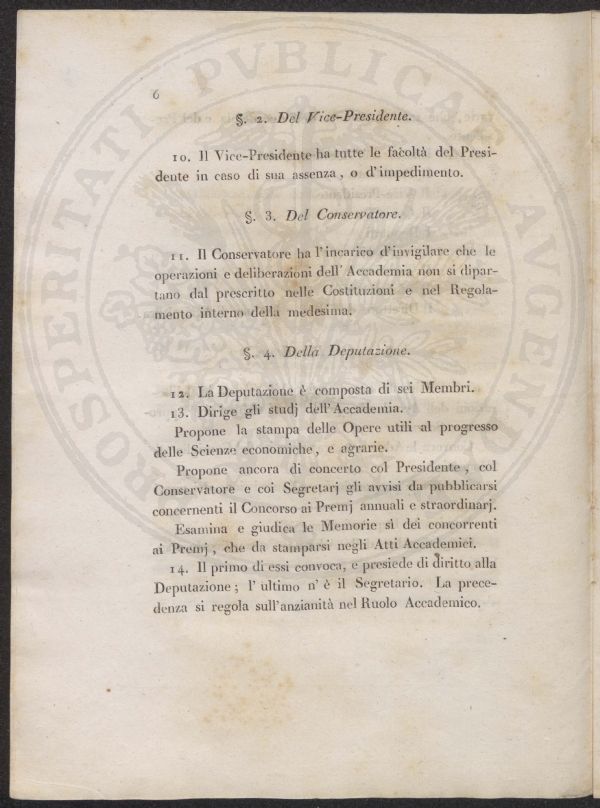 6
§. 2. Del Vice-Presidente.
10. Il Vice-Presidente ha tutte le facoltà del Presi-
dente in caso di sua assenza, o d'impedimento.
§. 3. Del Conservatore.
11. Il Conservatore ha l'incarico d'invigilare che le
operazioni e deliberazioni dell'Accademia non si dipar-
tano dal prescritto nelle Costituzioni e nel Regola-
mento interno della medesima.
§. 4. Della Deputazione.
12. La Deputazione è composta di sei Membri.
13. Dirige gli studj dell'Accademia.
Propone la stampa delle Opere utili al progresso
delle Scienze economiche, e agrarie.
Propone ancora di concerto col Presidente, col
Conservatore e coi Segretarj gli avvisi da pubblicarsi
concernenti il Concorso ai Premj annuali e straordinarj.
Esamina e giudica le Memorie sì dei concorrenti
ai Premj, che da stamparsi negli Atti Accademici.
14. Il primo di essi convoca, e presiede di diritto alla
Deputazione; l'ultimo n'è il Segretario. La prece-
denza si regola sull'anzianità nel Ruolo Accademico.
PROSPERITATI PVBLICAE AVGENDAE